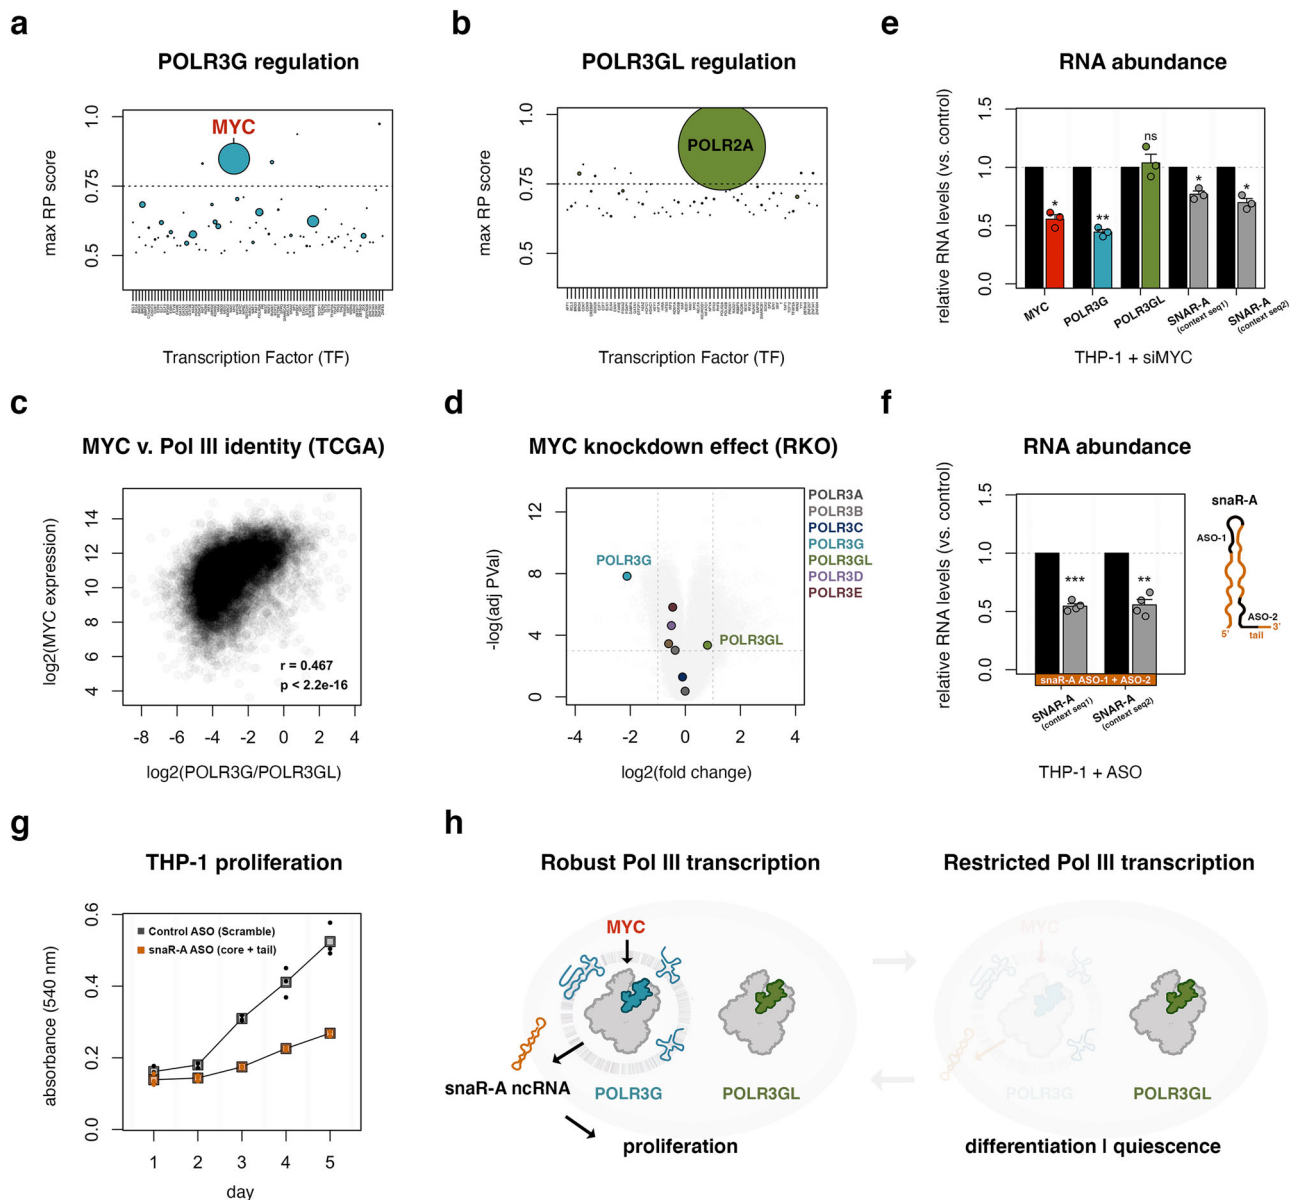 a
POLR3G regulation
max RP score
1.0
0.75
0.5
MYC
Transcription Factor (TF)
b
POLR3GL regulation
max RP score
1.0
0.75
0.5
POLR2A
Transcription Factor (TF)
e
RNA abundance
relative RNA levels (vs. control)
1.5
1.0
0.5
0.0
*
**
ns
*
*
MYC
POLR3G
POLR3GL
SNAR-A
(context seq1)
SNAR-A
(context seq2)
THP-1 + siMYC
c
MYC v. Pol III identity (TCGA)
log2(MYC expression)
14
12
10
8
6
4
r = 0.467
p < 2.2e-16
-8 -6 -4 -2 0 2 4
log2(POLR3G/POLR3GL)
d
MYC knockdown effect (RKO)
-log(adj PVal)
12
8
4
0
POLR3G
POLR3GL
POLR3A
POLR3B
POLR3C
POLR3G
POLR3GL
POLR3D
POLR3E
-4 -2 0 2 4
log2(fold change)
f
RNA abundance
relative RNA levels (vs. control)
1.5
1.0
0.5
0.0
***
**
snaR-A ASO-1 + ASO-2
SNAR-A
(context seq1)
SNAR-A
(context seq2)
THP-1 + ASO
snaR-A
ASO-1
ASO-2
5'
3'
tail
g
THP-1 proliferation
absorbance (540 nm)
0.6
0.4
0.2
0.0
Control ASO (Scramble)
snaR-A ASO (core + tail)
1 2 3 4 5
day
h
Robust Pol III transcription
MYC
snaR-A ncRNA
POLR3G
POLR3GL
proliferation
Restricted Pol III transcription
MYC
POLR3G
POLR3GL
differentiation | quiescence